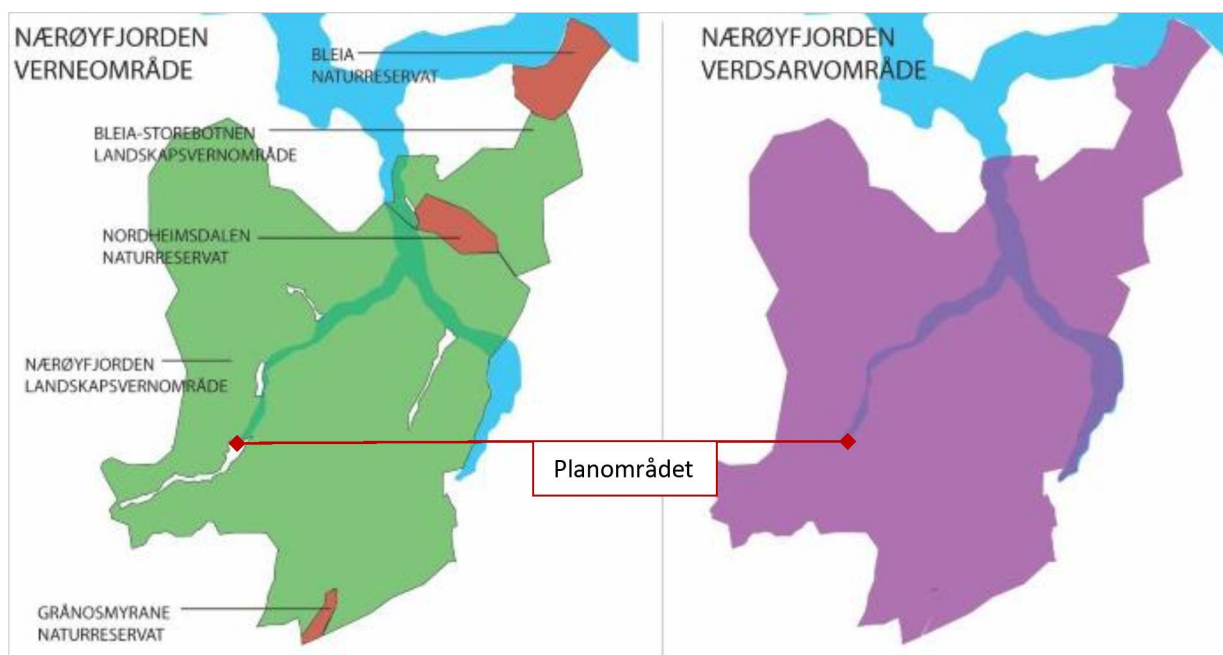 NÆRØYFJORDEN
VERNEOMRÅDE
BLEIA
NATURRESERVAT
BLEIA-STOREBOTNEN
LANDSKAPSVERNOMRÅDE
NORDHEIMSDALEN
NATURRESERVAT
NÆRØYFJORDEN
LANDSKAPSVERNOMRÅDE
GRÅNOSMYRANE
NATURRESERVAT
Planområdet
NÆRØYFJORDEN
VERDSARVOMRÅDE